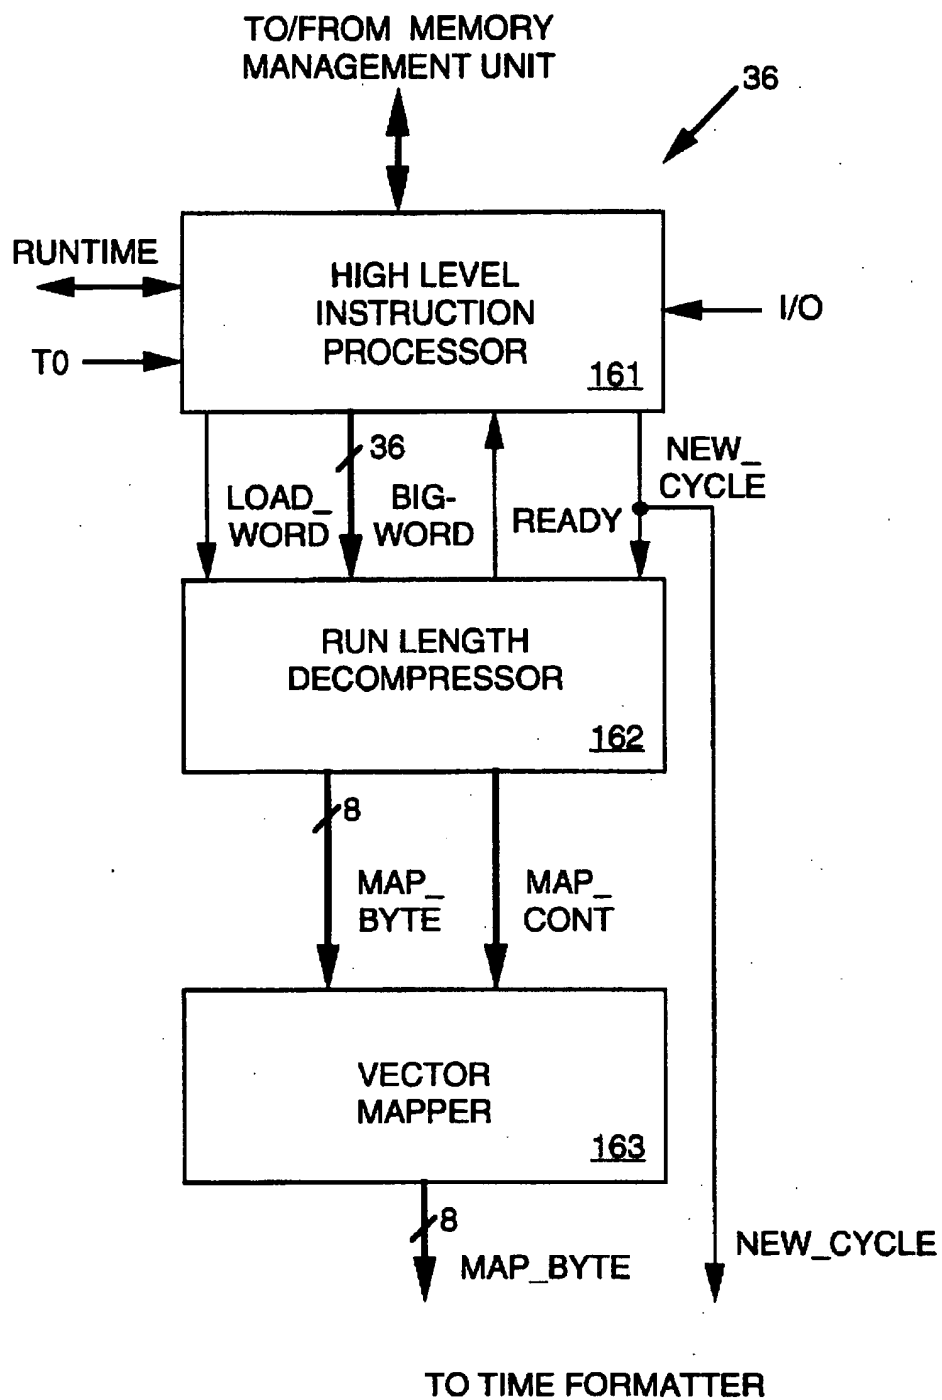 TO/FROM MEMORY
MANAGEMENT UNIT
36
RUNTIME
T0
HIGH LEVEL
INSTRUCTION
PROCESSOR
161
I/O
LOAD_
WORD
36
BIG-
WORD
READY
NEW_
CYCLE
RUN LENGTH
DECOMPRESSOR
162
8
MAP_
BYTE
MAP_
CONT
VECTOR
MAPPER
163
8
MAP_BYTE
NEW_CYCLE
TO TIME FORMATTER